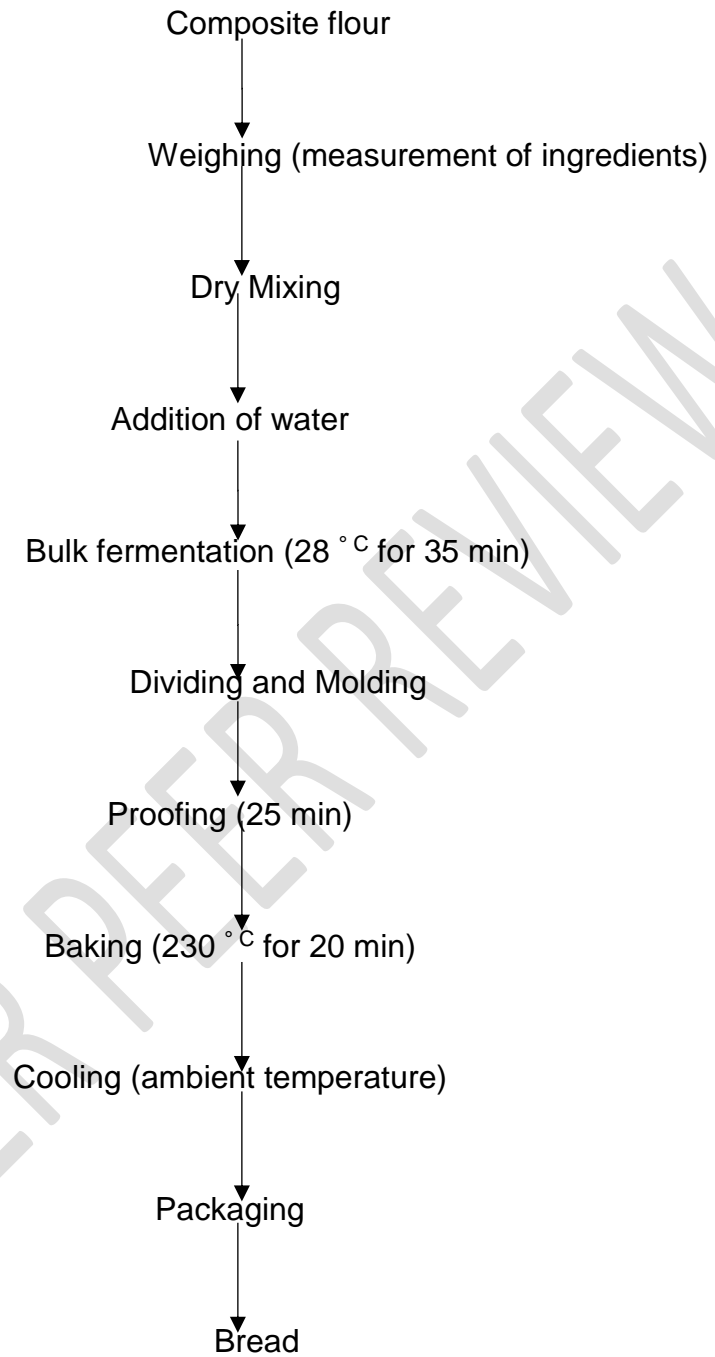 Composite flour
Weighing (measurement of ingredients)
Dry Mixing
Addition of water
Bulk fermentation (28 °C for 35 min)
Dividing and Molding
Proofing (25 min)
Baking (230 °C for 20 min)
Cooling (ambient temperature)
Packaging
Bread
ER PEER REVIEW